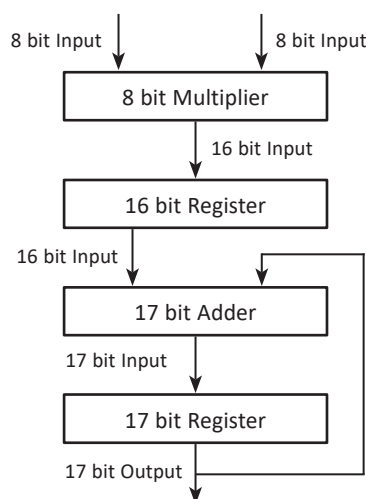 8 bit Input
8 bit Input
8 bit Multiplier
16 bit Input
16 bit Register
16 bit Input
17 bit Adder
17 bit Input
17 bit Register
17 bit Output